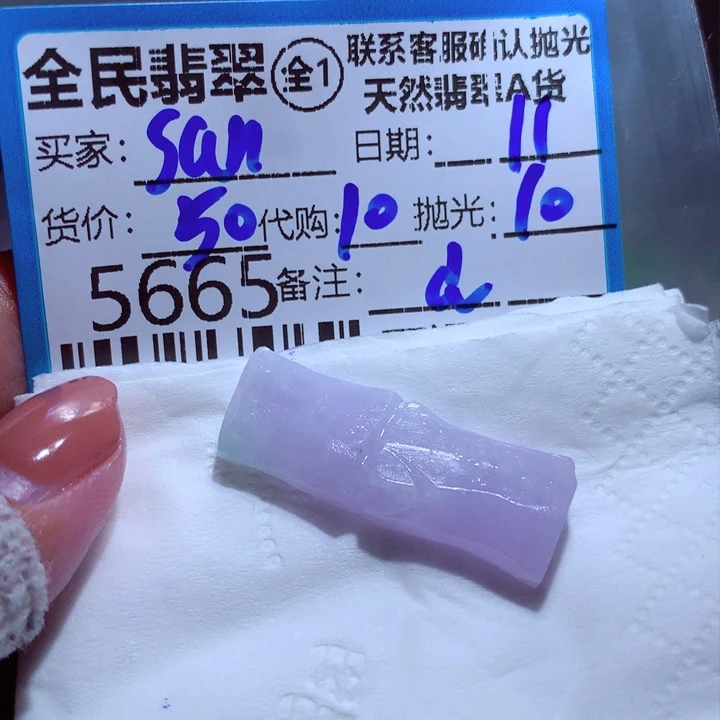 全民翡翠 全1 联系客服确认抛光
天然翡翠A货
买家: San 日期: 11
货价: 50 代购: 10 抛光: 10
5665 备注: a